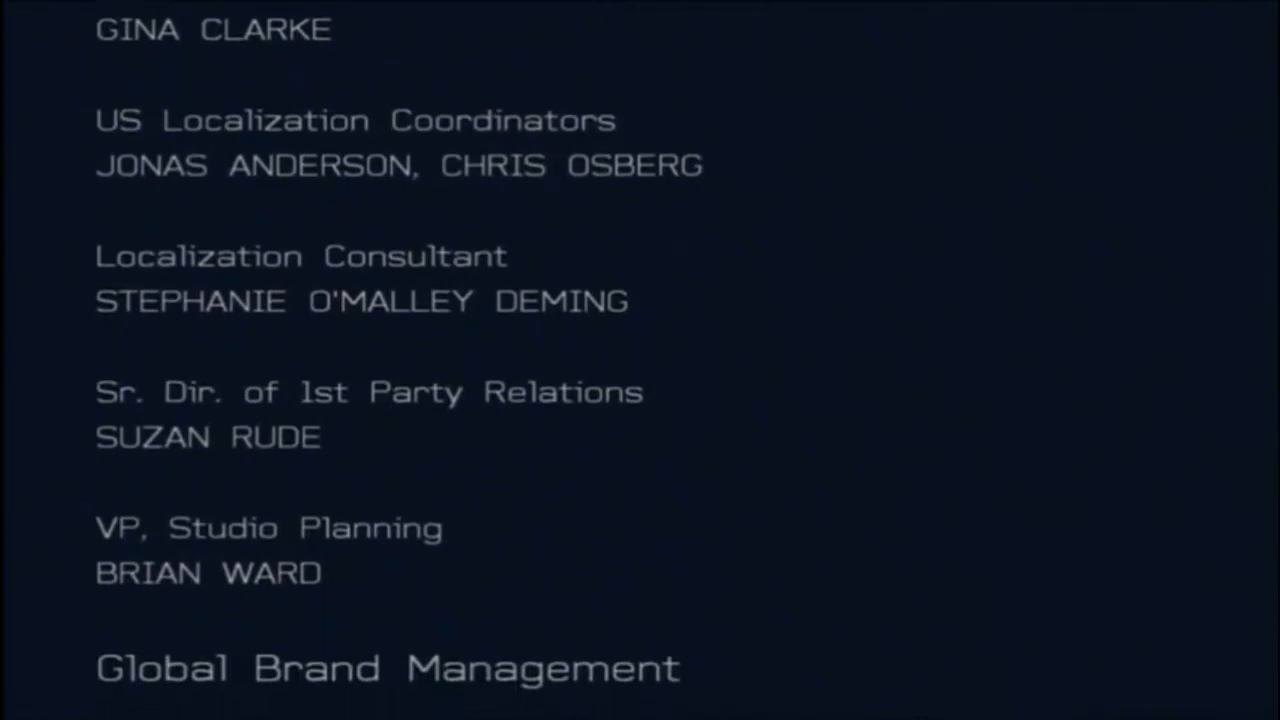 GINA CLARKE
US Localization Coordinators
JONAS ANDERSON, CHRIS OSBERG
Localization Consultant
STEPHANIE O'MALLEY DEMING
Sr. Dir. of 1st Party Relations
SUZAN RUDE
VP, Studio Planning
BRIAN WARD
Global Brand Management